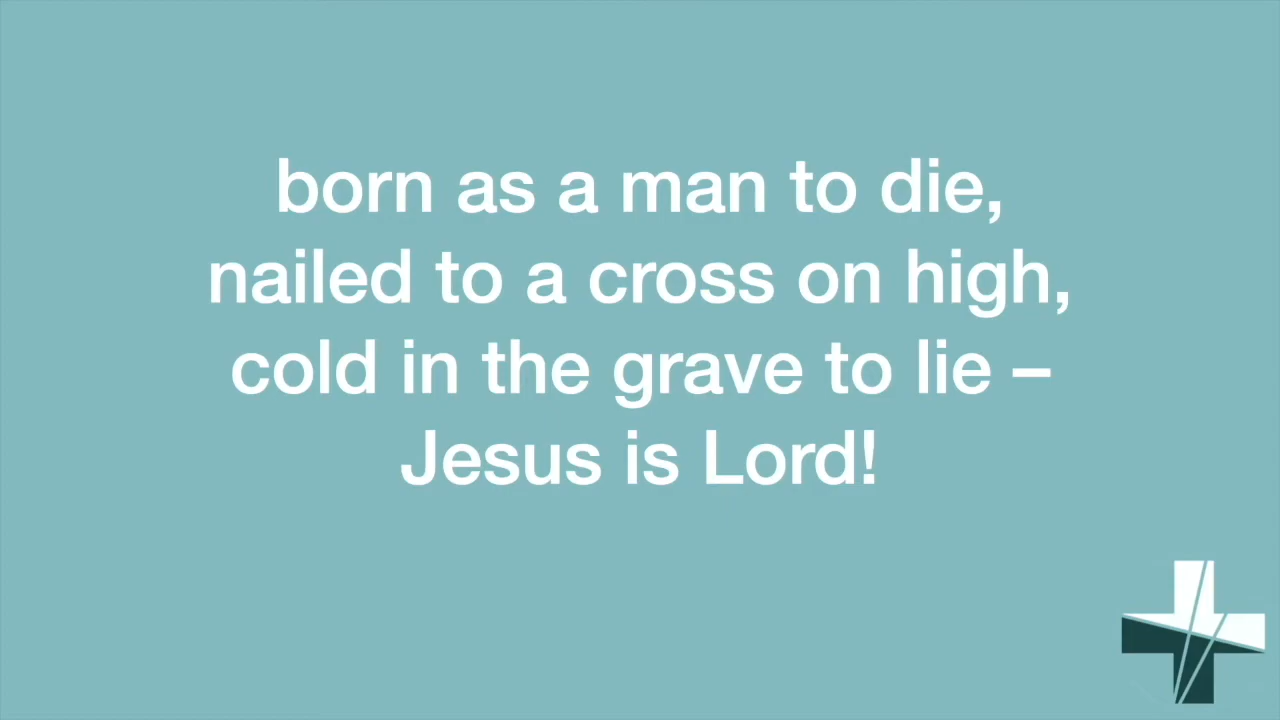 born as a man to die,
nailed to a cross on high,
cold in the grave to lie –
Jesus is Lord!